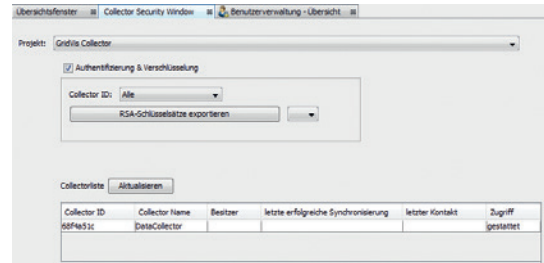 Übersichtsfenster Collector Security Window Benutzerverwaltung - Übersicht
Projekt: GridVis Collector
Authentifizierung & Verschlüsselung
Collector ID: Alle
RSA-Schlüsselsätze exportieren
Collectorliste Aktualisieren
Collector ID Collector Name Besitzer letzte erfolgreiche Synchronisierung letzter Kontakt Zugriff
68f4a51c DataCollector gestattet